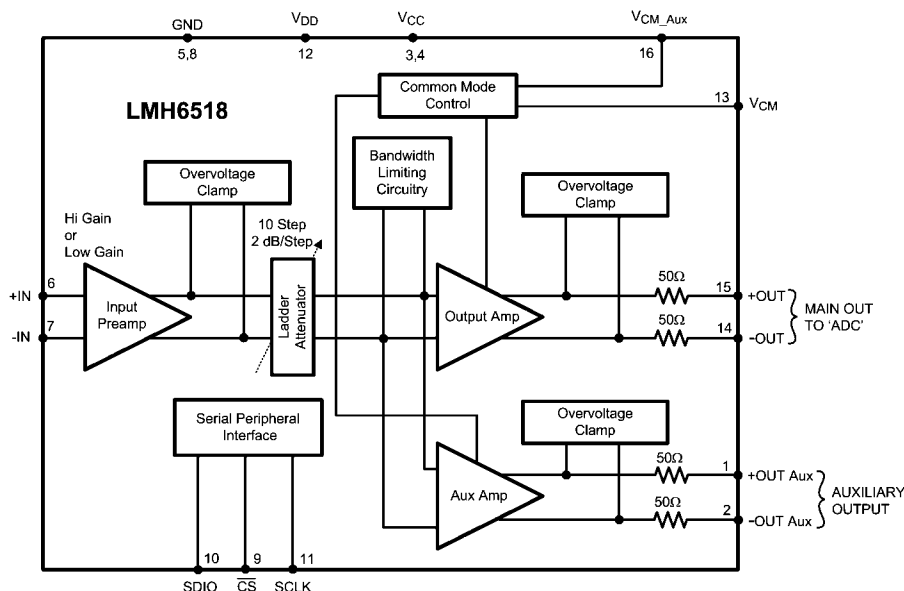 GND
5,8
VDD
12
VCC
3,4
VCM_Aux
16
LMH6518
Common Mode
Control
13
VCM
Bandwidth
Limiting
Circuitry
Overvoltage
Clamp
Overvoltage
Clamp
Hi Gain
or
Low Gain
10 Step
2 dB/Step
+IN
6
-IN
7
Input
Preamp
Ladder
Attenuator
Output Amp
50Ω
15
+OUT
50Ω
14
-OUT
MAIN OUT
TO 'ADC'
Serial Peripheral
Interface
Overvoltage
Clamp
Aux Amp
50Ω
1
+OUT Aux
50Ω
2
-OUT Aux
AUXILIARY
OUTPUT
10
9
11
SDIO
C̅S̅
SCLK